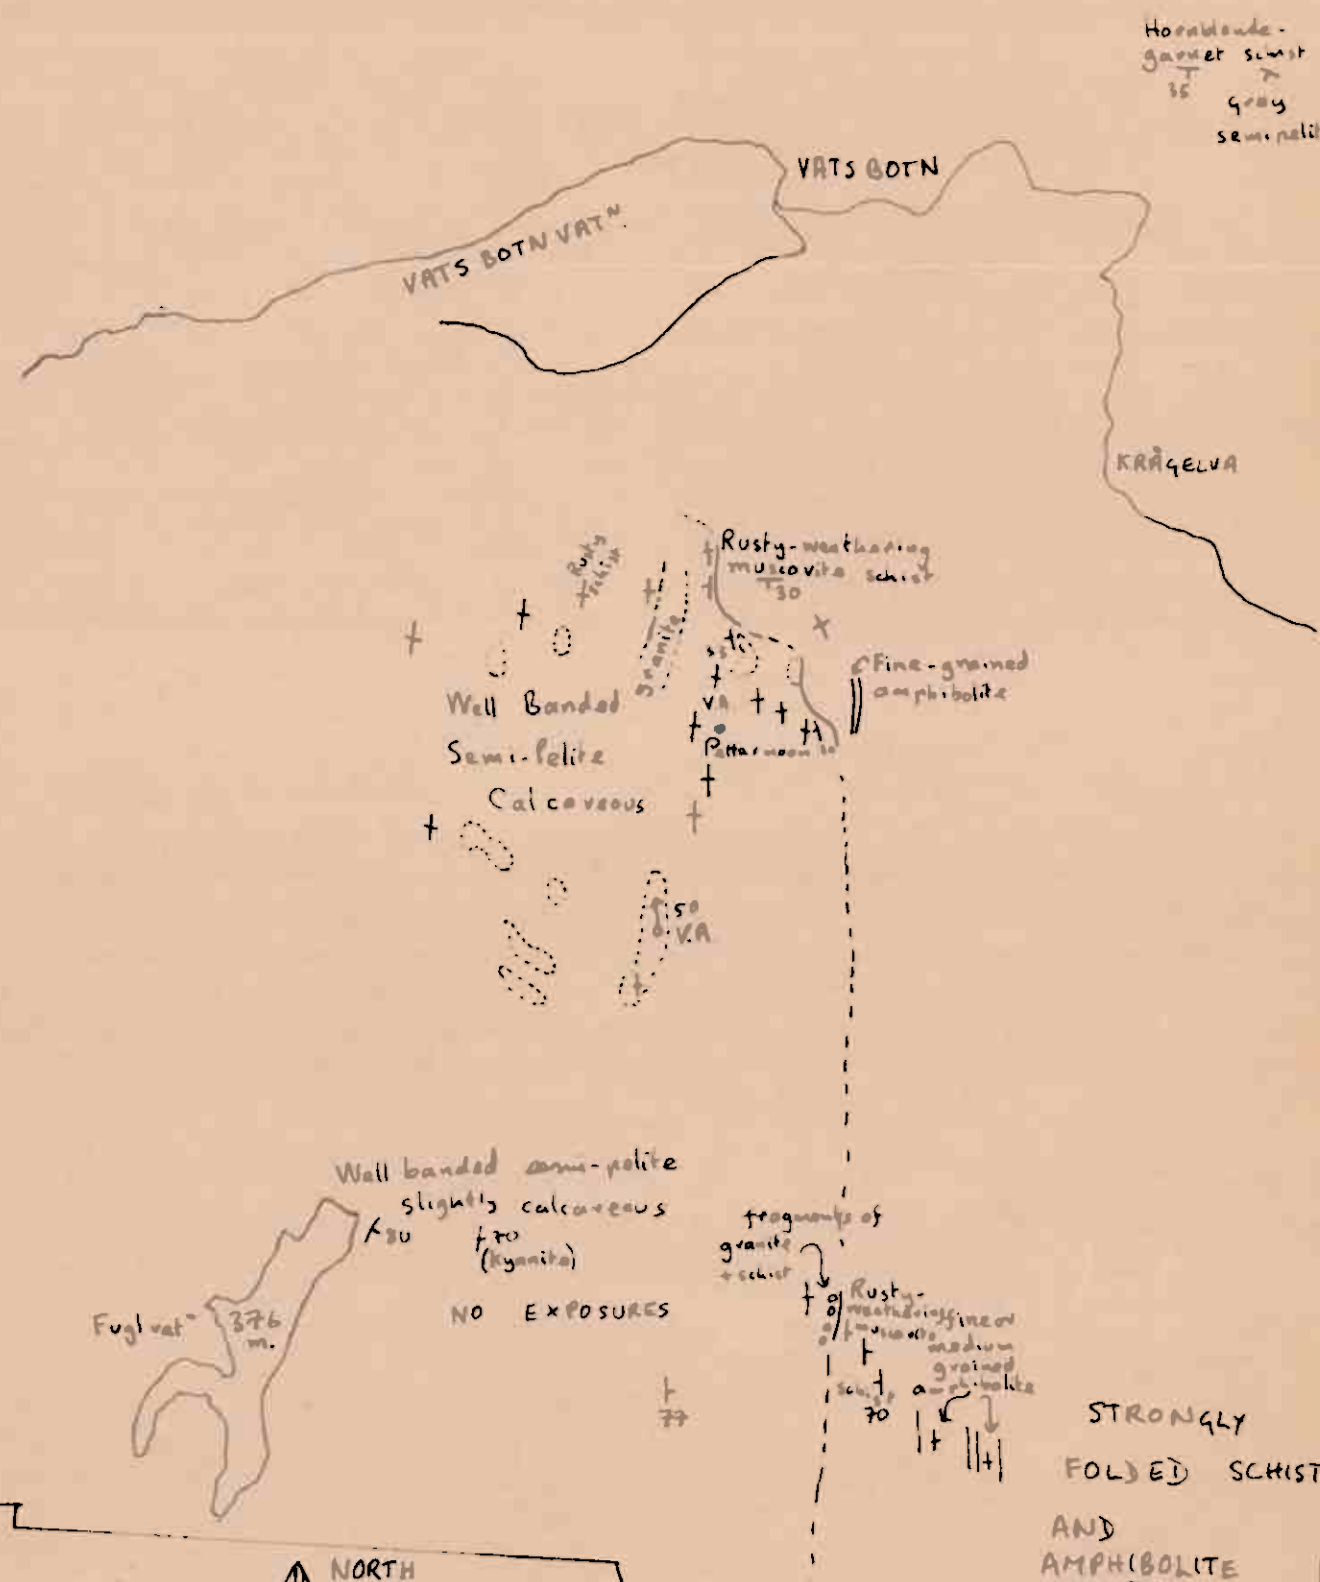 Hornblende-
garnet schist
35
grey
semi-pelit
VATS BOTN
VATS BOTN VATN
KRÅGELVA
Rusty
schist
Rusty-weathering
muscovite schist
30
granite
Fine-grained
amphibolite
Well Banded
Semi-Pelite
Calcareous
VA
50
V.A
Well banded semi-pelite
slightly calcareous
80 70
(Kyanite)
NO EXPOSURES
Fuglvatn
376
m.
77
fragments of
granite
+ schist
Rusty-
weathering
muscovite
schist
70
fine or
medium
grained
amphibolite
STRONGLY
FOLDED SCHIST
AND
AMPHIBOLITE
NORTH